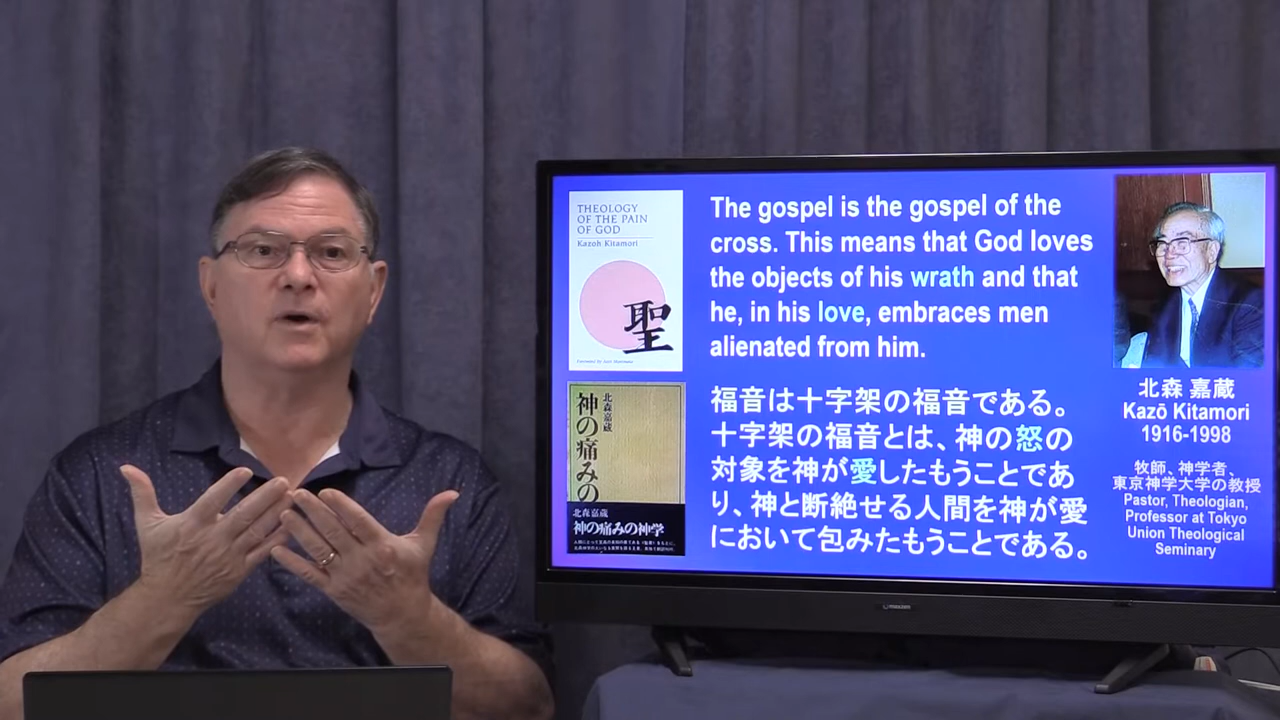 THEOLOGY
OF THE PAIN
OF GOD
Kazoh Kitamori
聖
北森嘉蔵
神の痛みの
北森嘉蔵
神の痛みの神学
The gospel is the gospel of the
cross. This means that God loves
the objects of his wrath and that
he, in his love, embraces men
alienated from him.
福音は十字架の福音である。
十字架の福音とは、神の怒の
対象を神が愛したもうことであ
り、神と断絶せる人間を神が愛
において包みたもうことである。
北森 嘉蔵
Kazō Kitamori
1916-1998
牧師、神学者、
東京神学大学の教授
Pastor, Theologian,
Professor at Tokyo
Union Theological
Seminary